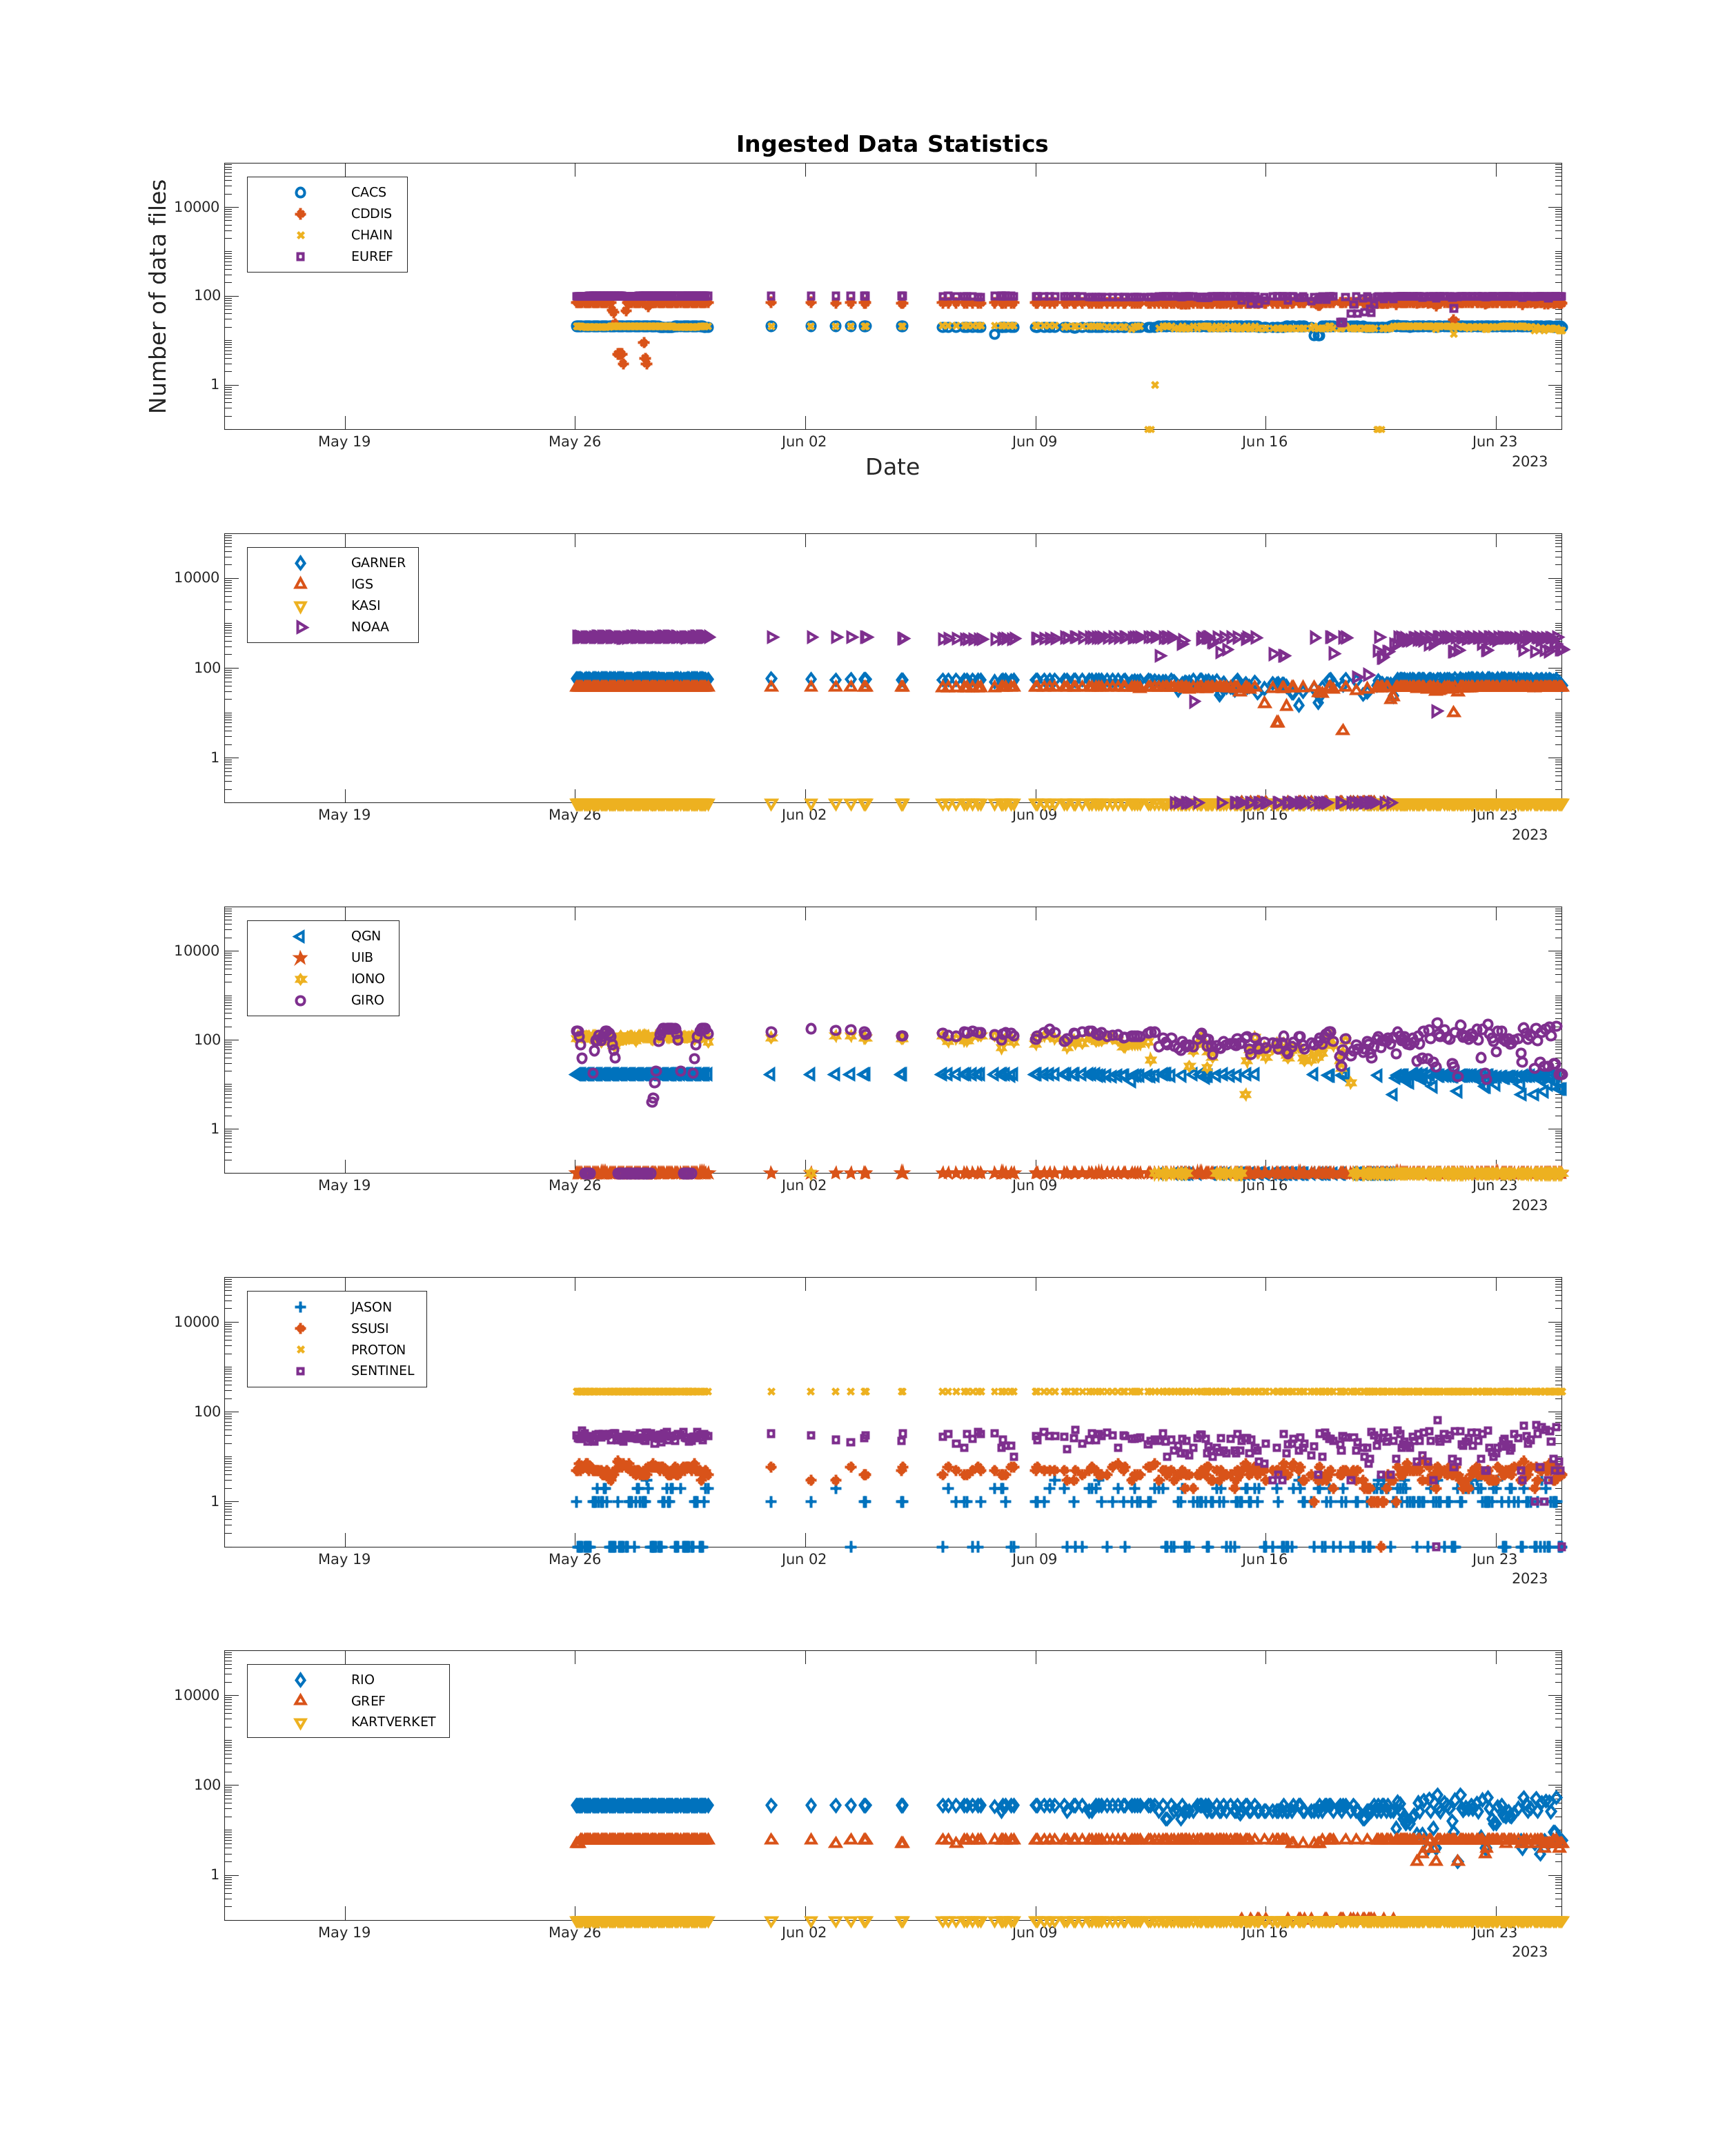 Ingested Data Statistics
Number of data files
10000
100
1
CACS
CDDIS
CHAIN
EUREF
May 19
May 26
Jun 02
Jun 09
Jun 16
Jun 23
2023
Date
10000
100
1
GARNER
IGS
KASI
NOAA
May 19
May 26
Jun 02
Jun 09
Jun 16
Jun 23
2023
10000
100
1
QGN
UIB
IONO
GIRO
May 19
May 26
Jun 02
Jun 09
Jun 16
Jun 23
2023
10000
100
1
JASON
SSUSI
PROTON
SENTINEL
May 19
May 26
Jun 02
Jun 09
Jun 16
Jun 23
2023
10000
100
1
RIO
GREF
KARTVERKET
May 19
May 26
Jun 02
Jun 09
Jun 16
Jun 23
2023